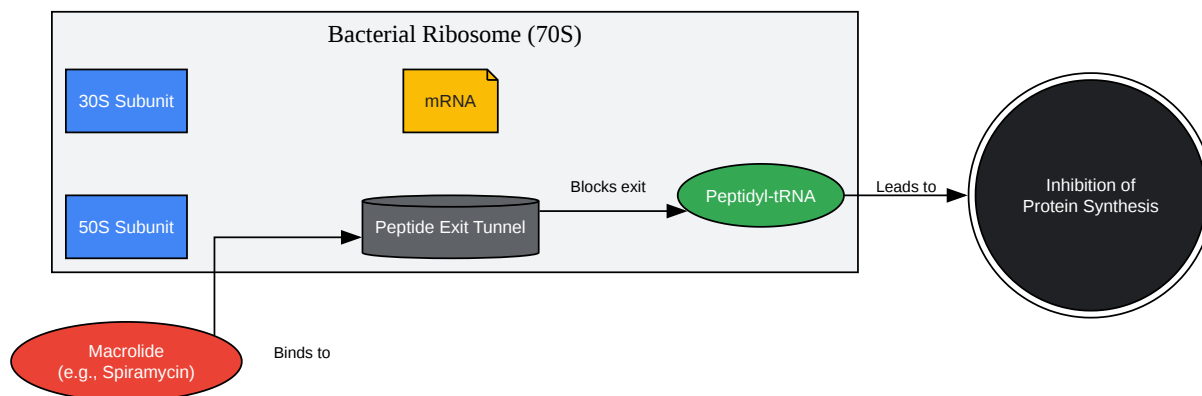 Bacterial Ribosome (70S)
30S Subunit
mRNA
50S Subunit
Peptide Exit Tunnel
Blocks exit
Peptidyl-tRNA
Leads to
Inhibition of
Protein Synthesis
Macrolide
(e.g., Spiramycin)
Binds to